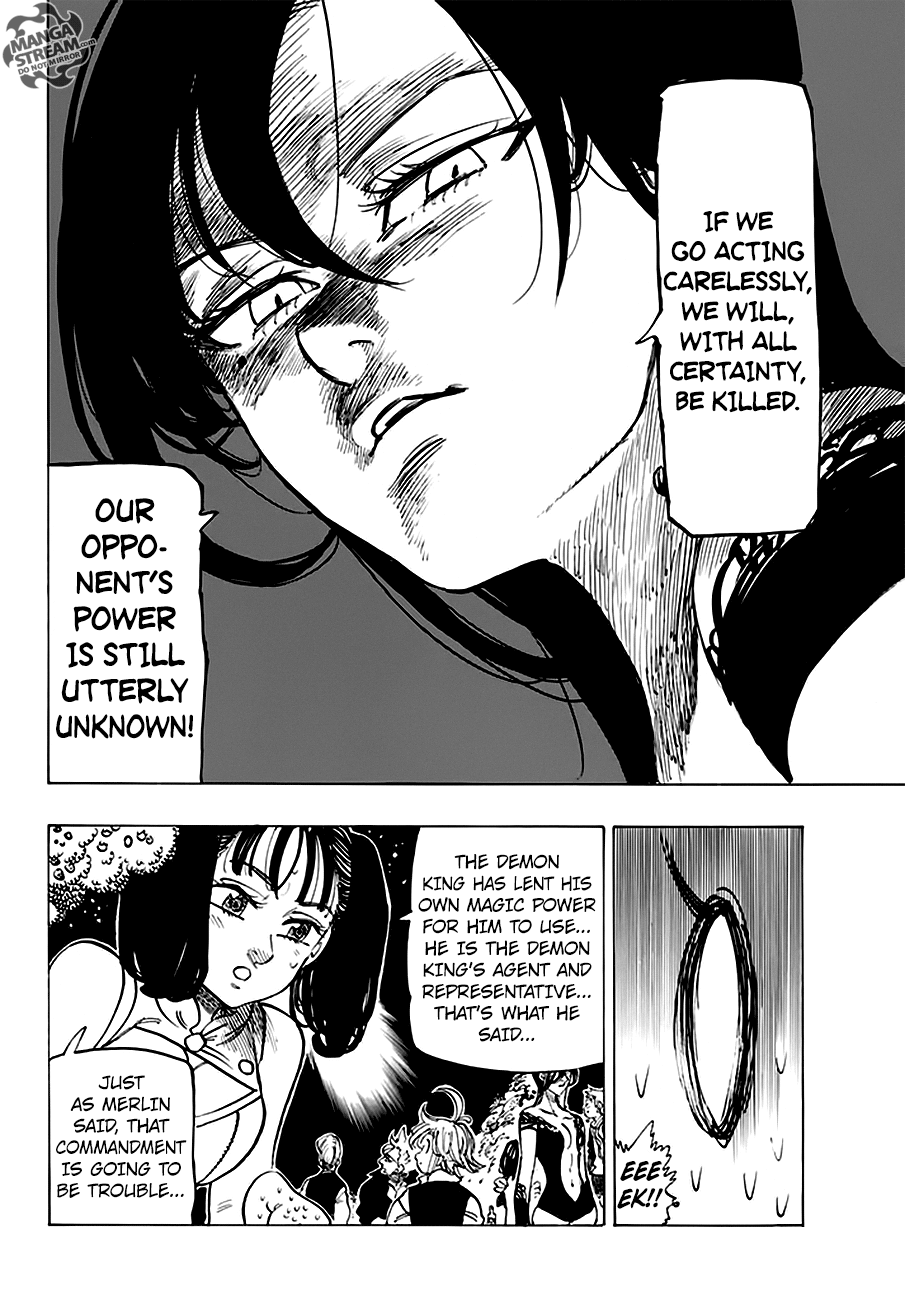 MANGA
STREAM.com
DO NOT MIRROR
IF WE
GO ACTING
CARELESSLY,
WE WILL,
WITH ALL
CERTAINTY,
BE KILLED.
OUR
OPPO-
NENT'S
POWER
IS STILL
UTTERLY
UNKNOWN!
EEE
EK!!
THE DEMON
KING HAS LENT HIS
OWN MAGIC POWER
FOR HIM TO USE...
HE IS THE DEMON
KING'S AGENT AND
REPRESENTATIVE...
THAT'S WHAT HE
SAID...
JUST
AS MERLIN
SAID, THAT
COMMANDMENT
IS GOING TO
BE TROUBLE...